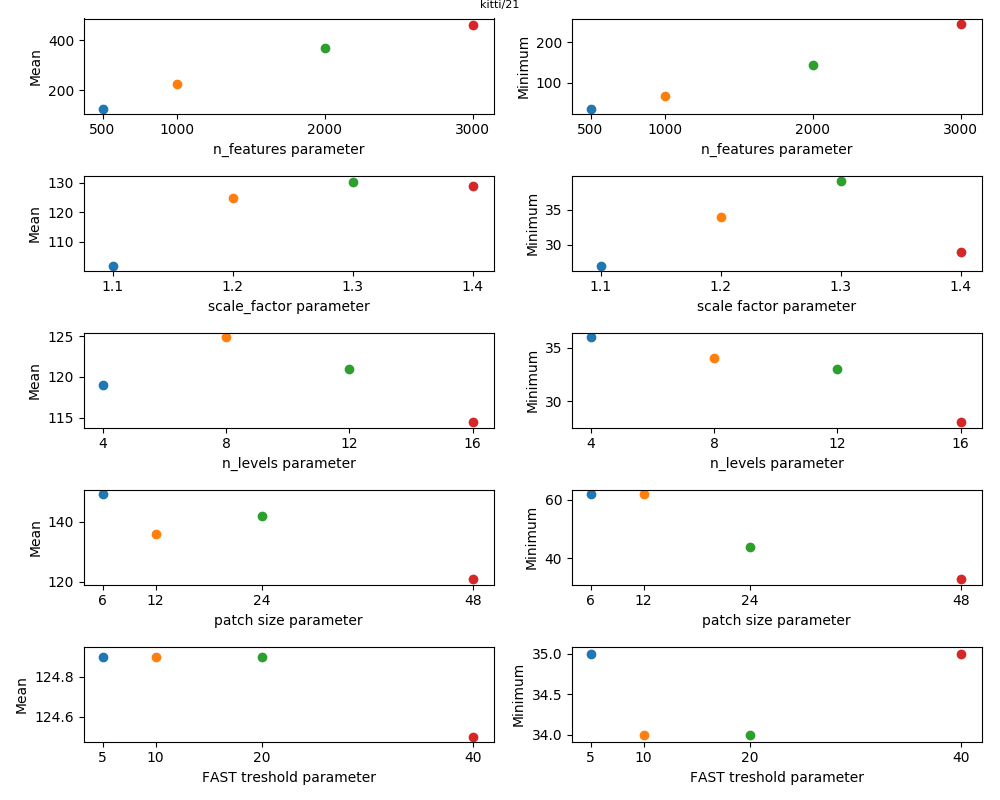 kitti/21
400
200
Mean
500 1000 2000 3000
n_features parameter
200
100
Minimum
500 1000 2000 3000
n_features parameter
130
120
110
Mean
1.1 1.2 1.3 1.4
scale_factor parameter
35
30
Minimum
1.1 1.2 1.3 1.4
scale factor parameter
125
120
115
Mean
4 8 12 16
n_levels parameter
35
30
Minimum
4 8 12 16
n_levels parameter
140
120
Mean
6 12 24 48
patch size parameter
60
40
Minimum
6 12 24 48
patch size parameter
124.8
124.6
Mean
5 10 20 40
FAST treshold parameter
35.0
34.5
34.0
Minimum
5 10 20 40
FAST treshold parameter